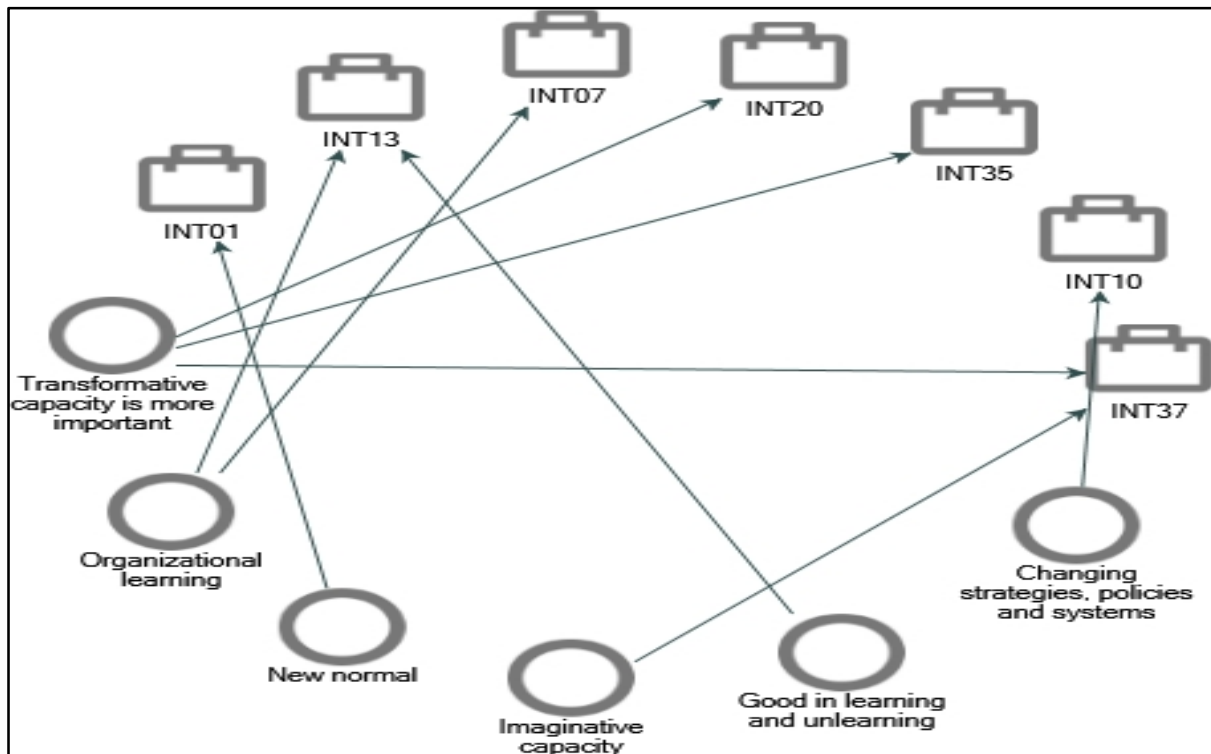 INT07
INT20
INT13
INT35
INT01
INT10
Transformative
capacity is more
important
INT37
Organizational
learning
Changing
strategies, policies
and systems
New normal
Good in learning
and unlearning
Imaginative
capacity